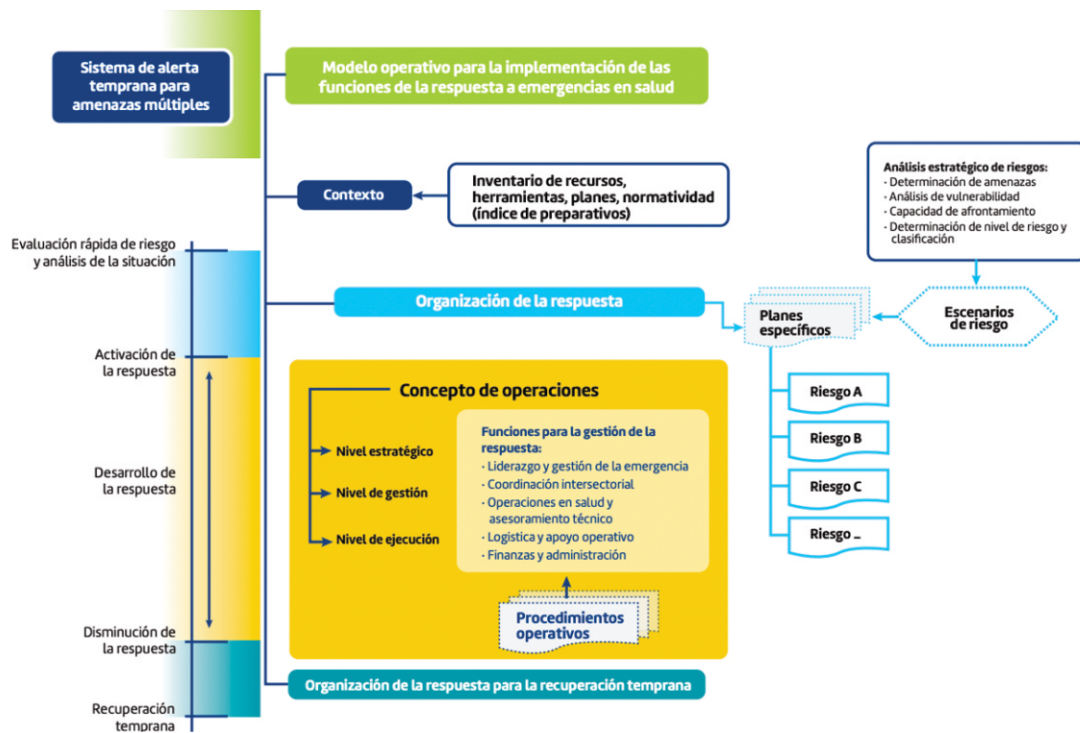 Sistema de alerta
temprana para
amenazas múltiples
Modelo operativo para la implementación de las
funciones de la respuesta a emergencias en salud
Contexto
Inventario de recursos,
herramientas, planes, normatividad
(índice de preparativos)
Análisis estratégico de riesgos:
- Determinación de amenazas
- Análisis de vulnerabilidad
- Capacidad de afrontamiento
- Determinación de nivel de riesgo y
clasificación
Evaluación rápida de riesgo
y análisis de la situación
Organización de la respuesta
Planes
específicos
Escenarios
de riesgo
Activación de
la respuesta
Desarrollo de
la respuesta
Disminución de
la respuesta
Recuperación
temprana
Concepto de operaciones
Nivel estratégico
Nivel de gestión
Nivel de ejecución
Funciones para la gestión de la
respuesta:
· Liderazgo y gestión de la emergencia
· Coordinación intersectorial
· Operaciones en salud y
asesoramiento técnico
· Logística y apoyo operativo
· Finanzas y administración
Procedimientos
operativos
Riesgo A
Riesgo B
Riesgo C
Riesgo _
Organización de la respuesta para la recuperación temprana